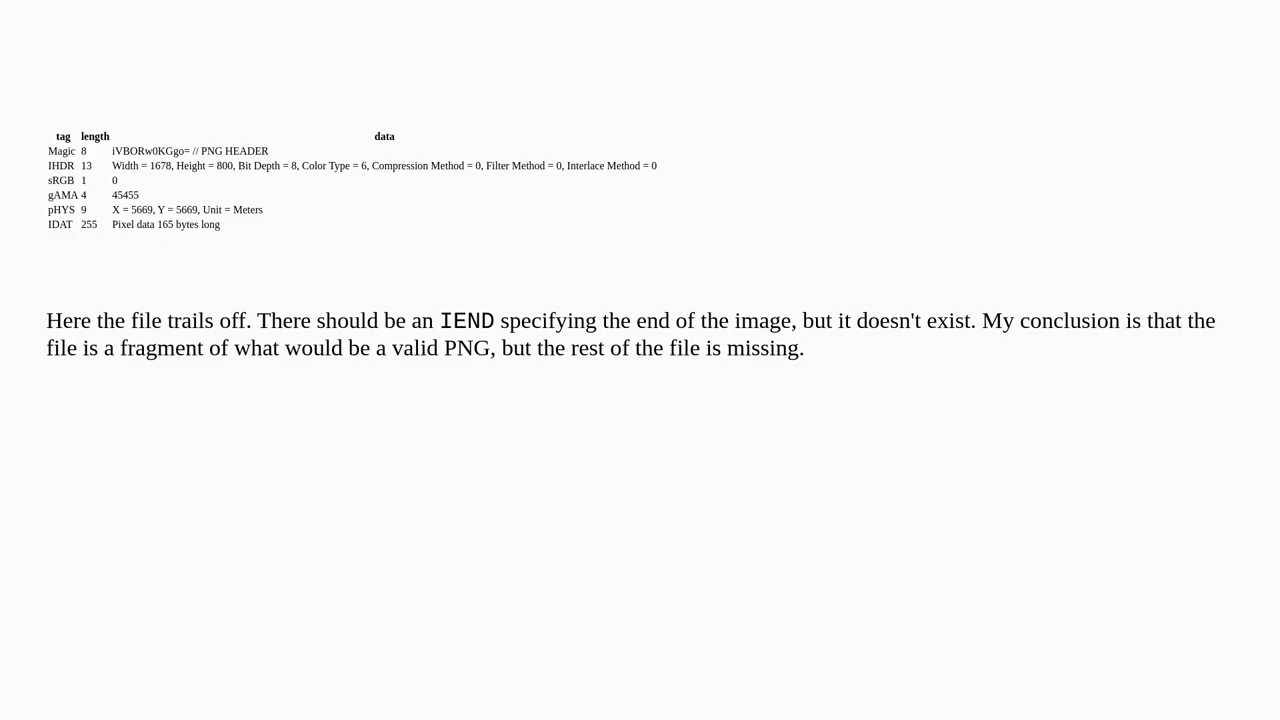 tag length data
Magic 8 iVBORw0KGgo= // PNG HEADER
IHDR 13 Width = 1678, Height = 800, Bit Depth = 8, Color Type = 6, Compression Method = 0, Filter Method = 0, Interlace Method = 0
sRGB 1 0
gAMA 4 45455
pHYS 9 X = 5669, Y = 5669, Unit = Meters
IDAT 255 Pixel data 165 bytes long
Here the file trails off. There should be an IEND specifying the end of the image, but it doesn't exist. My conclusion is that the
file is a fragment of what would be a valid PNG, but the rest of the file is missing.